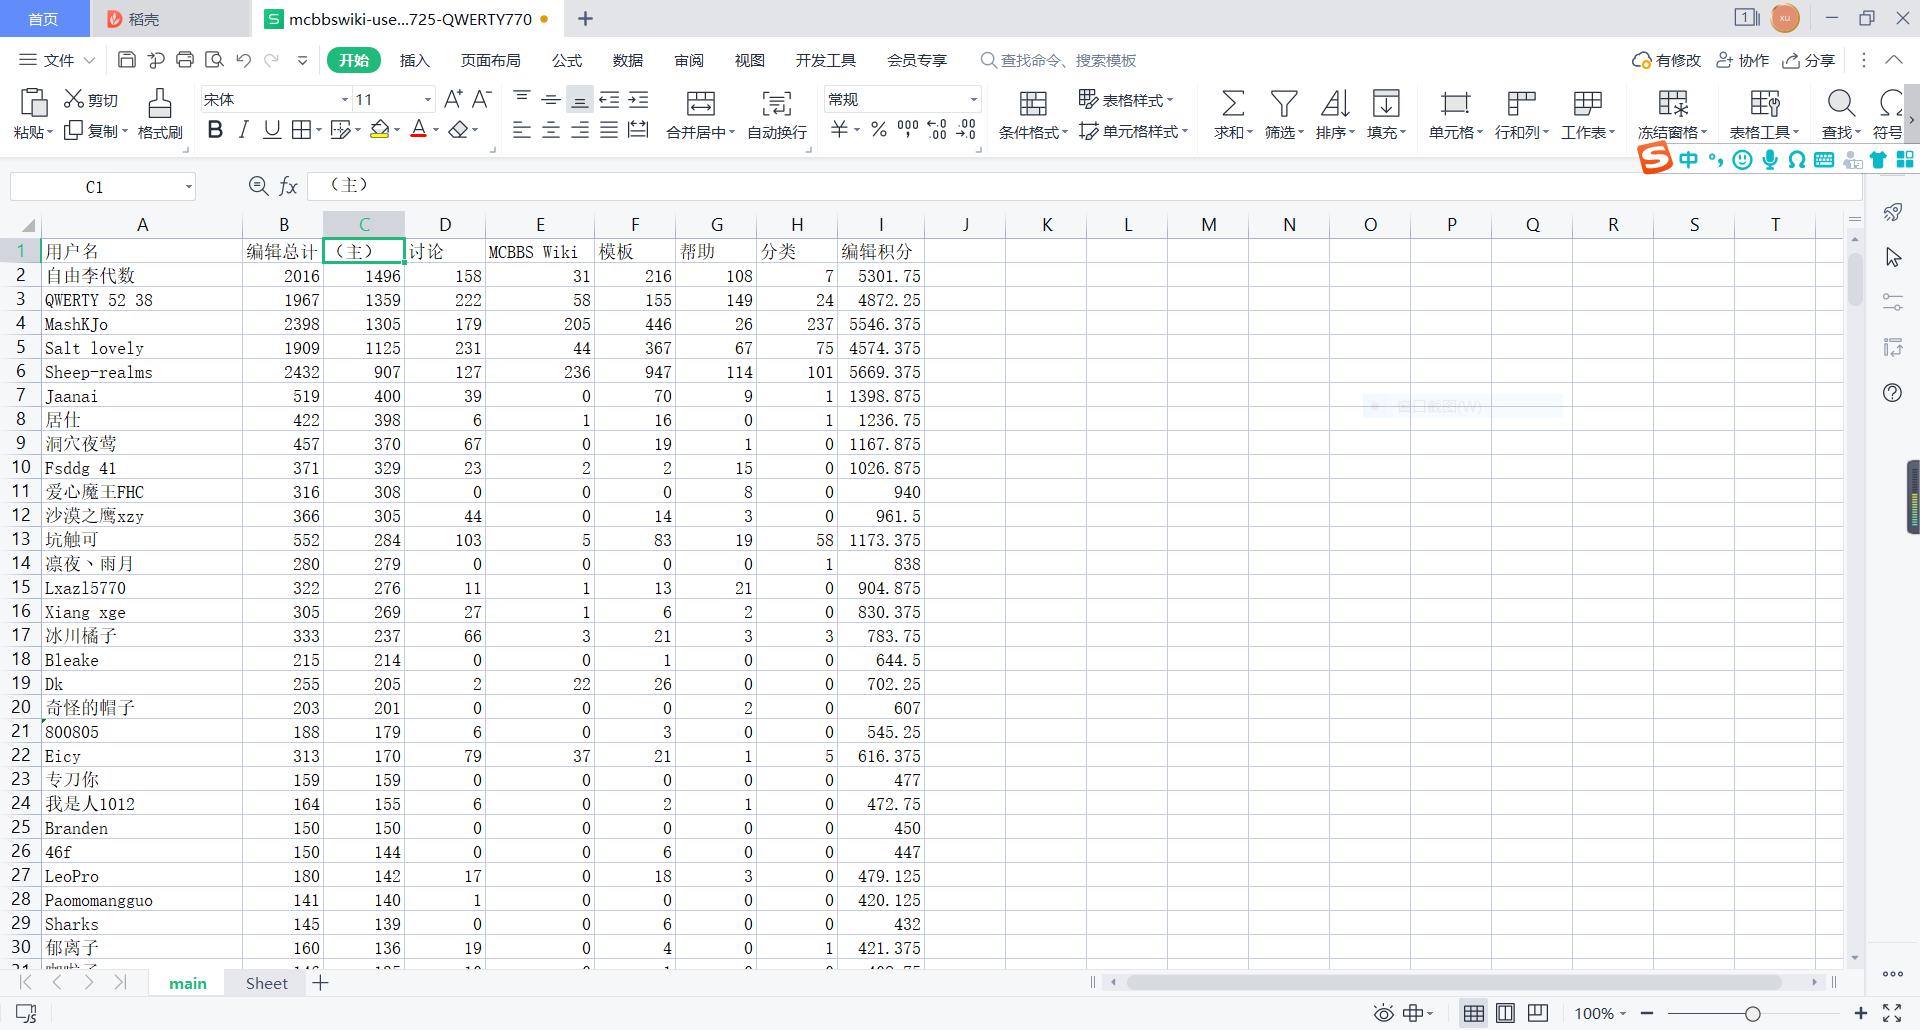 首页 稻壳 mcbbswiki-use...725-QWERTY770
文件 开始 插入 页面布局 公式 数据 审阅 视图 开发工具 会员专享 查找命令、搜索模板 有修改 协作 分享
粘贴 剪切 复制 格式刷 宋体 11 合并居中 自动换行 常规 条件格式 表格样式 单元格样式 求和 筛选 排序 填充 单元格 行和列 工作表 冻结窗格 表格工具 查找 符号
中
C1 fx （主）
A B C D E F G H I J K L M N O P Q R S T
1 用户名 编辑总计 （主） 讨论 MCBBS Wiki 模板 帮助 分类 编辑积分
2 自由李代数 2016 1496 158 31 216 108 7 5301.75
3 QWERTY 52 38 1967 1359 222 58 155 149 24 4872.25
4 MashKJo 2398 1305 179 205 446 26 237 5546.375
5 Salt lovely 1909 1125 231 44 367 67 75 4574.375
6 Sheep-realms 2432 907 127 236 947 114 101 5669.375
7 Jaanai 519 400 39 0 70 9 1 1398.875
窗口截图(W)
8 居仕 422 398 6 1 16 0 1 1236.75
9 洞穴夜莺 457 370 67 0 19 1 0 1167.875
10 Fsddg 41 371 329 23 2 2 15 0 1026.875
11 爱心魔王FHC 316 308 0 0 0 8 0 940
12 沙漠之鹰xzy 366 305 44 0 14 3 0 961.5
13 坑触可 552 284 103 5 83 19 58 1173.375
14 凛夜丶雨月 280 279 0 0 0 0 1 838
15 Lxazl5770 322 276 11 1 13 21 0 904.875
16 Xiang xge 305 269 27 1 6 2 0 830.375
17 冰川橘子 333 237 66 3 21 3 3 783.75
18 Bleake 215 214 0 0 1 0 0 644.5
19 Dk 255 205 2 22 26 0 0 702.25
20 奇怪的帽子 203 201 0 0 0 2 0 607
21 800805 188 179 6 0 3 0 0 545.25
22 Eicy 313 170 79 37 21 1 5 616.375
23 专刀你 159 159 0 0 0 0 0 477
24 我是人1012 164 155 6 0 2 1 0 472.75
25 Branden 150 150 0 0 0 0 0 450
26 46f 150 144 0 0 6 0 0 447
27 LeoPro 180 142 17 0 18 3 0 479.125
28 Paomomangguo 141 140 1 0 0 0 0 420.125
29 Sharks 145 139 0 0 6 0 0 432
30 郁离子 160 136 19 0 4 0 1 421.375
main Sheet
100%